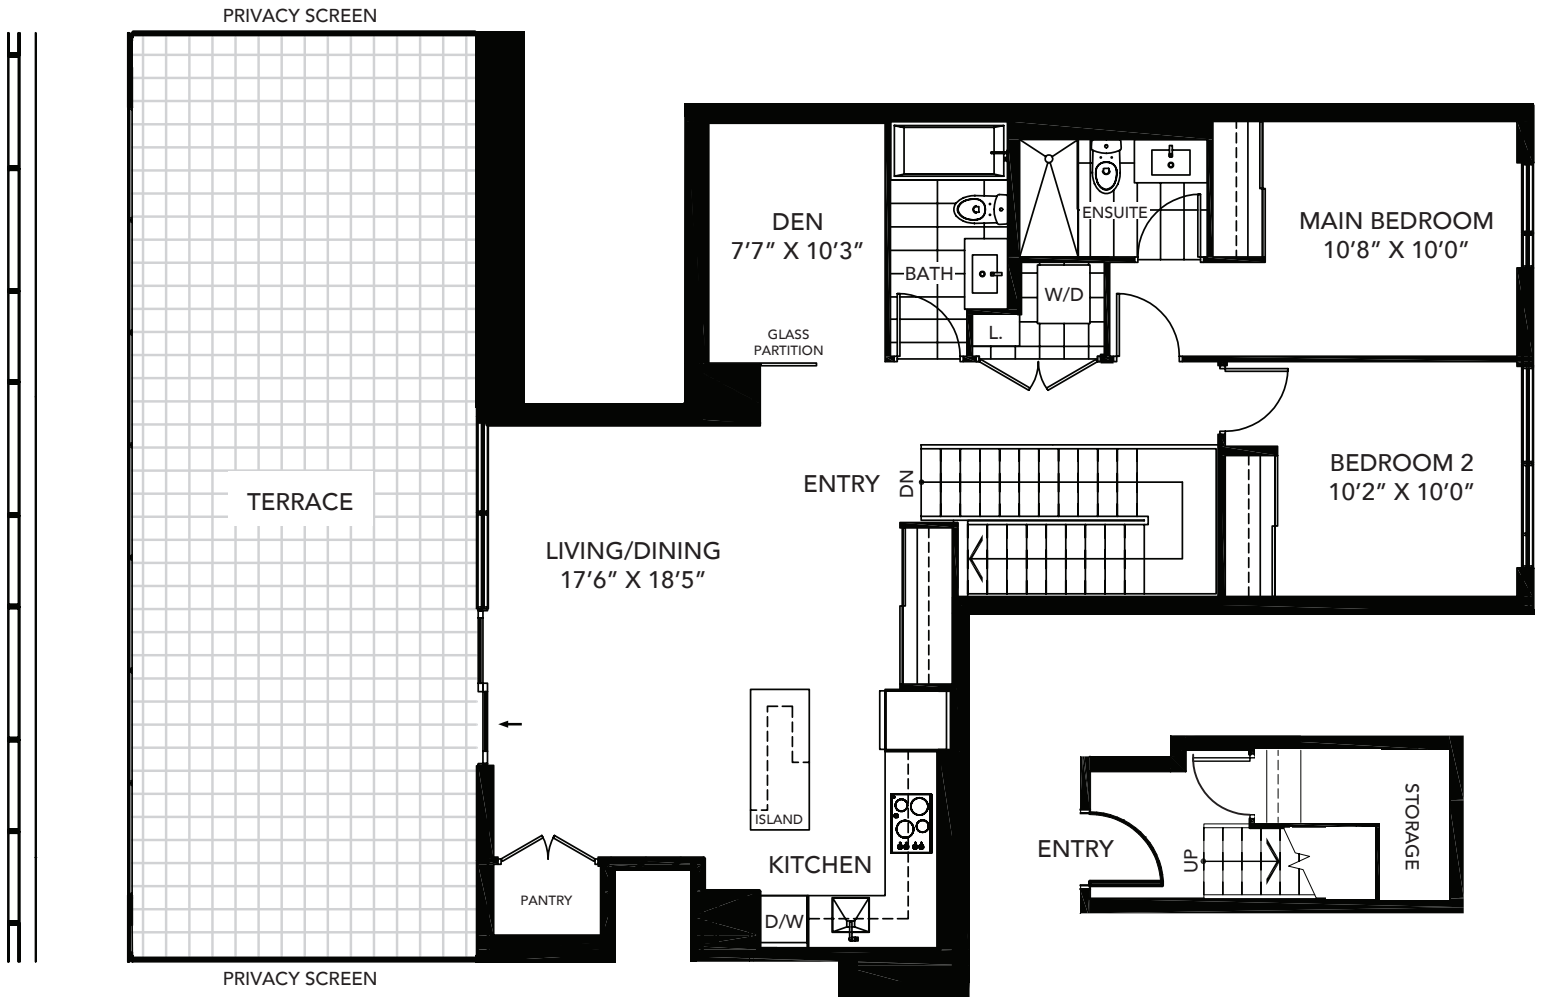 PRIVACY SCREEN
DEN
7'7" X 10'3"
GLASS
PARTITION
BATH
ENSUITE
W/D
L.
MAIN BEDROOM
10'8" X 10'0"
BEDROOM 2
10'2" X 10'0"
TERRACE
ENTRY
DN
LIVING/DINING
17'6" X 18'5"
ISLAND
KITCHEN
PANTRY
D/W
ENTRY
UP
STORAGE
PRIVACY SCREEN